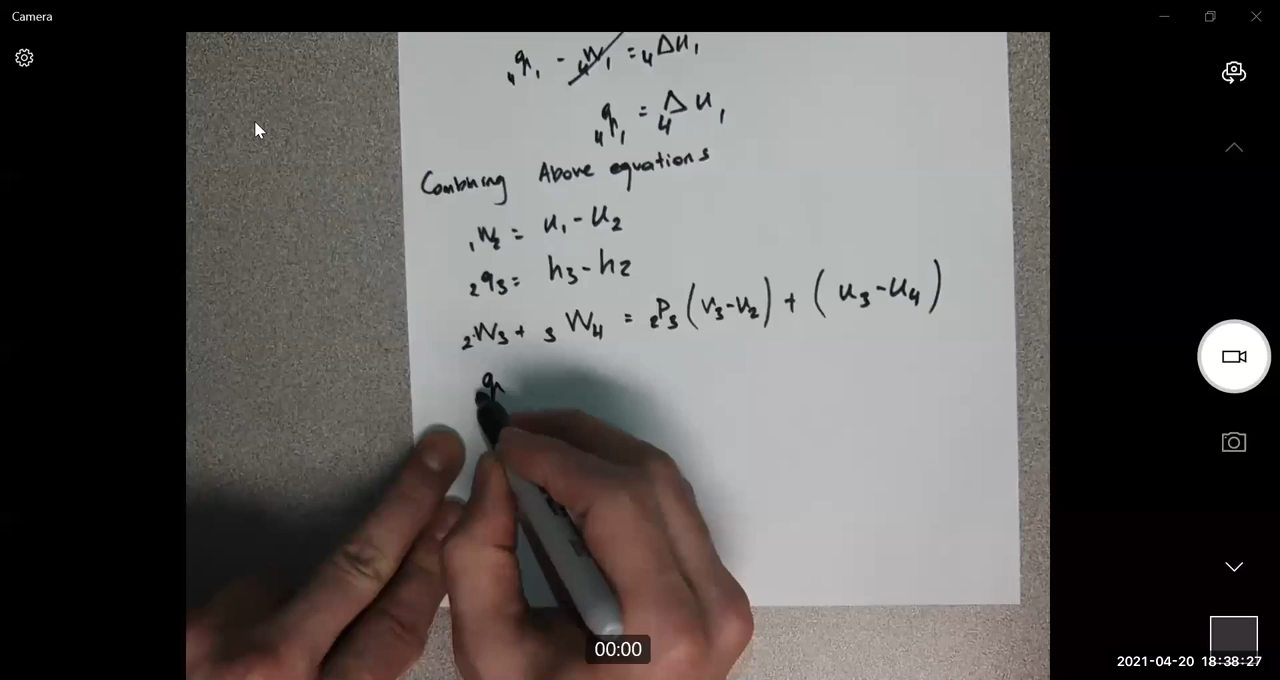 Camera
₄q₁ - ₄w₁ = ₄Δu₁
₄q₁ = ₄Δu₁
Combining Above equations
₁W₂ = u₁ - u₂
₂q₃ = h₃ - h₂
₂W₃ + ₃W₄ = ₂P₃(v₃-v₂) + (u₃-u₄)
q
00:00
2021-04-20 18:38:27